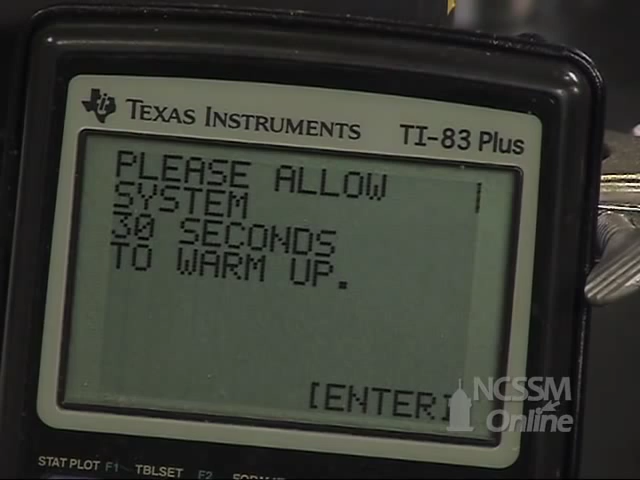 TEXAS INSTRUMENTS TI-83 Plus
PLEASE ALLOW
SYSTEM
30 SECONDS
TO WARM UP.
[ENTER]
NCSSM
Online
STAT PLOT F1 TBLSET F2